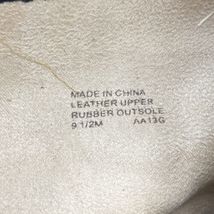 MADE IN CHINA
LEATHER UPPER
RUBBER OUTSOLE
9 1/2M AA13G